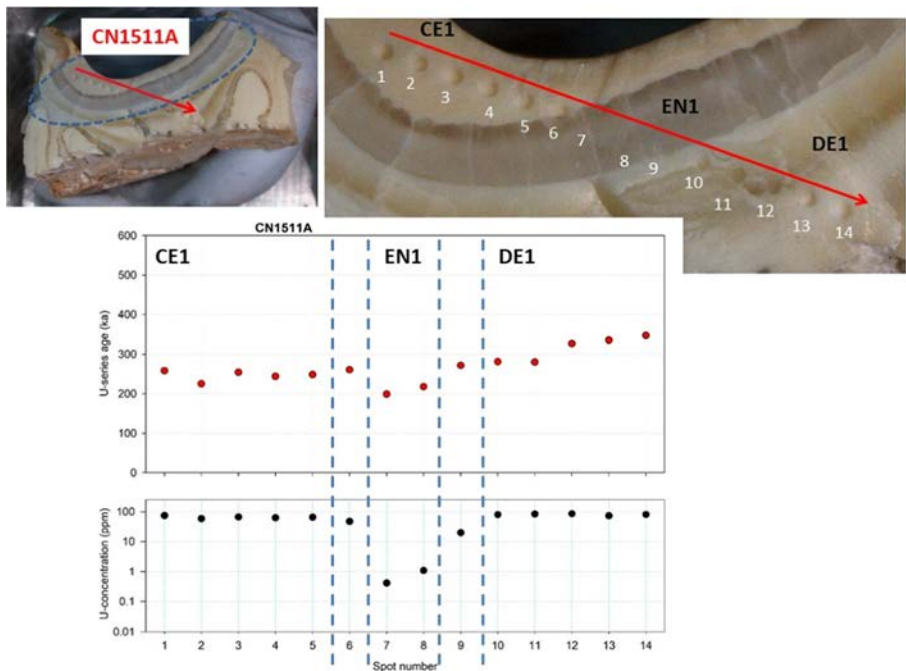 CN1511A
CE1
EN1
DE1
1
2
3
4
5
6
7
8
9
10
11
12
13
14
CN1511A
CE1 EN1 DE1
U-series age (ka)
600
500
400
300
200
100
0
U-concentration (ppm)
100
10
1
0.1
0.01
1 2 3 4 5 6 7 8 9 10 11 12 13 14
Spot number